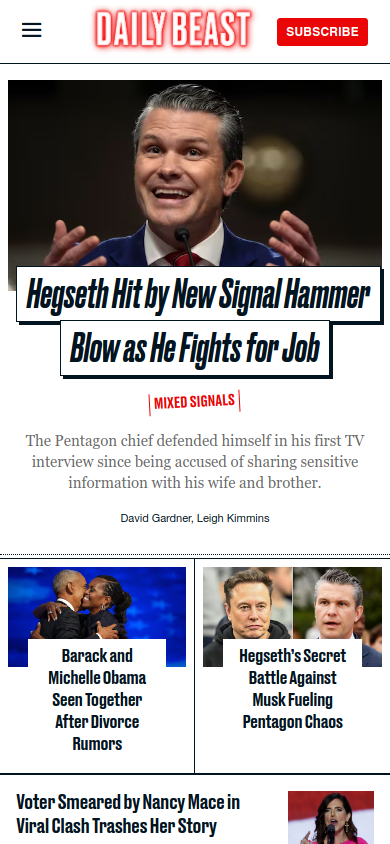 DAILY BEAST
SUBSCRIBE
Hegseth Hit by New Signal Hammer
Blow as He Fights for Job
MIXED SIGNALS
The Pentagon chief defended himself in his first TV
interview since being accused of sharing sensitive
information with his wife and brother.
David Gardner, Leigh Kimmins
Barack and
Michelle Obama
Seen Together
After Divorce
Rumors
Hegseth's Secret
Battle Against
Musk Fueling
Pentagon Chaos
Voter Smeared by Nancy Mace in
Viral Clash Trashes Her Story